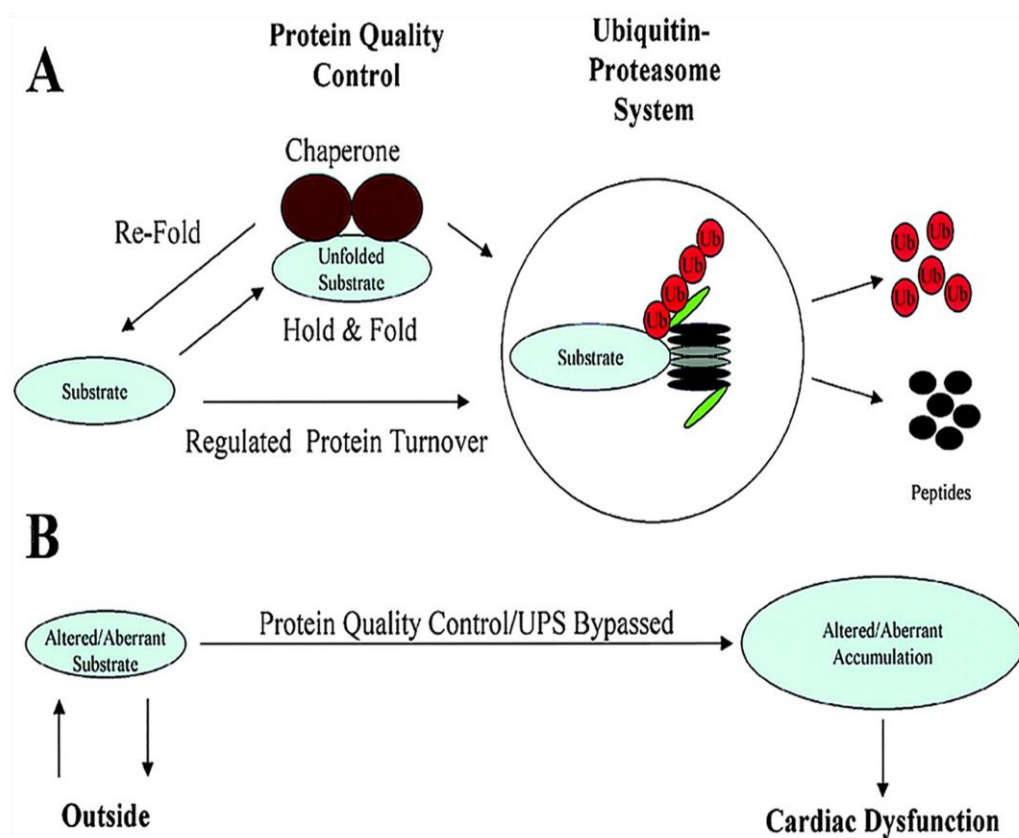 A
Protein Quality
Control
Ubiquitin-
Proteasome
System
Chaperone
Re-Fold
Unfolded
Substrate
Hold & Fold
Substrate
Regulated Protein Turnover
Ub
Ub
Ub
Ub
Substrate
Ub
Ub
Ub
Ub
Ub
Peptides
B
Altered/Aberrant
Substrate
Protein Quality Control/UPS Bypassed
Altered/Aberrant
Accumulation
Outside
Cardiac Dysfunction